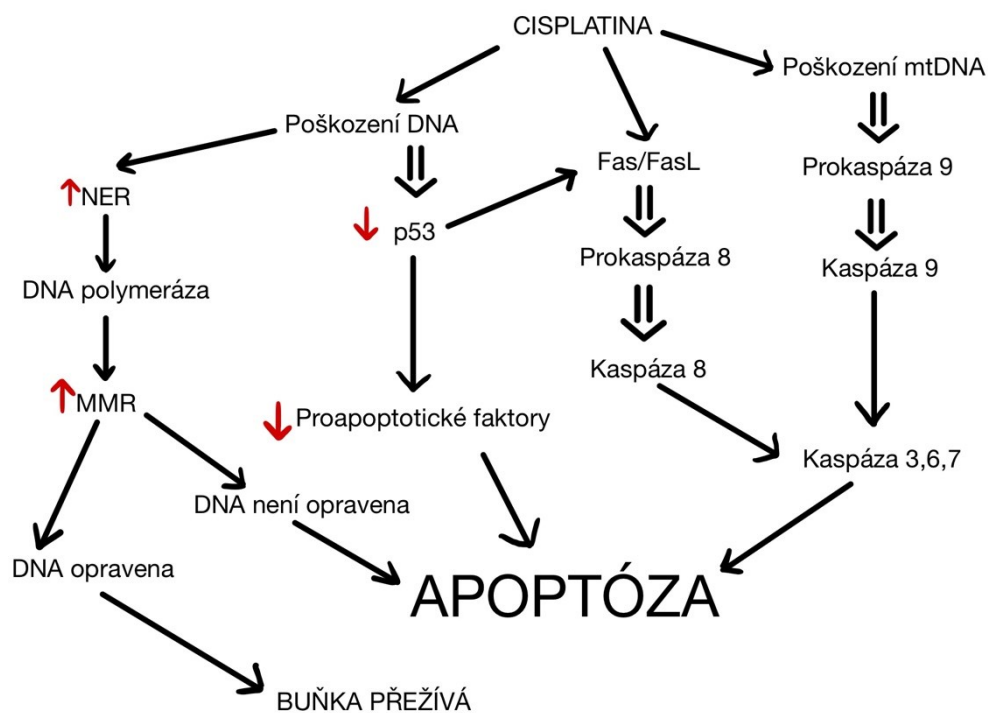 CISPLATINA
Poškození mtDNA
Poškození DNA
Fas/FasL
Prokaspáza 9
NER
p53
Prokaspáza 8
Kaspáza 9
DNA polymeráza
Kaspáza 8
MMR
Proapoptotické faktory
Kaspáza 3,6,7
DNA není opravena
DNA opravena
APOPTÓZA
BUŇKA PŘEŽÍVÁ